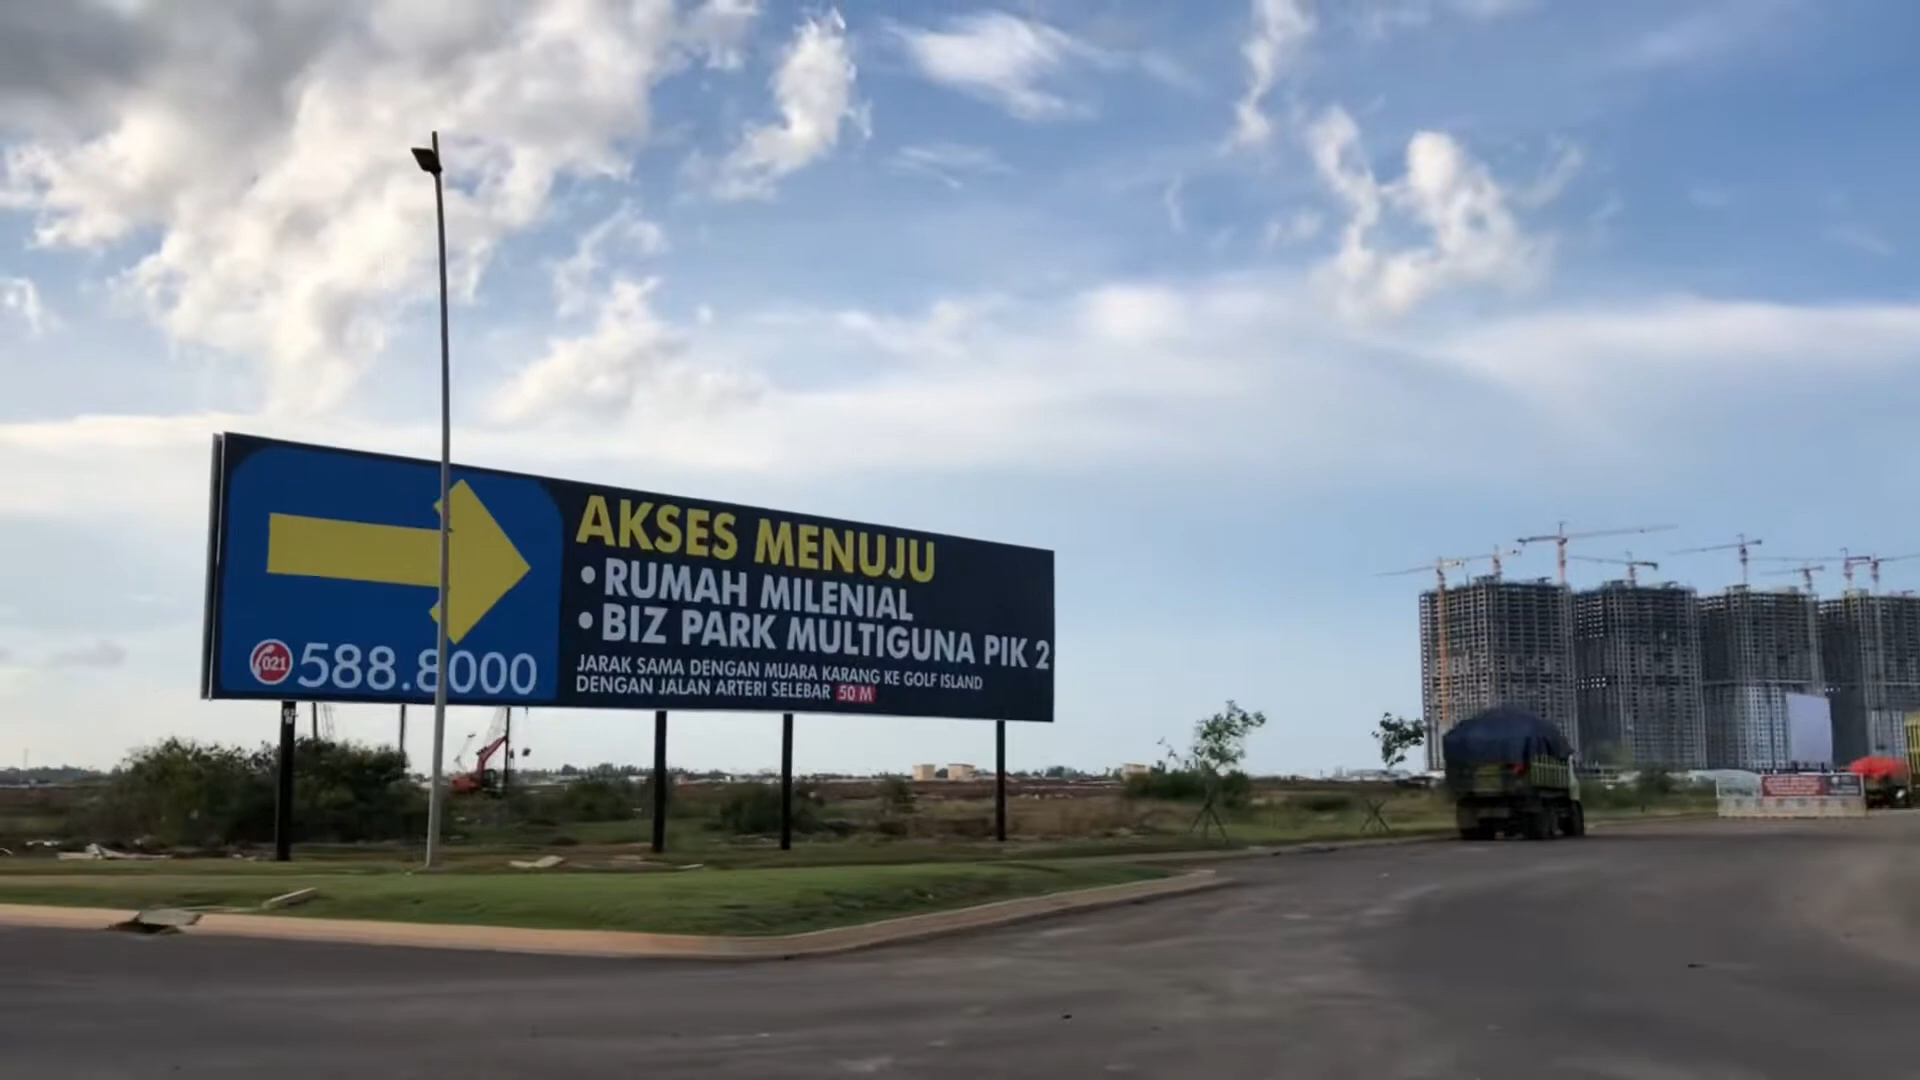 AKSES MENUJU
• RUMAH MILENIAL
• BIZ PARK MULTIGUNA PIK 2
JARAK SAMA DENGAN MUARA KARANG KE GOLF ISLAND
DENGAN JALAN ARTERI SELEBAR 50 M
021 588.8000